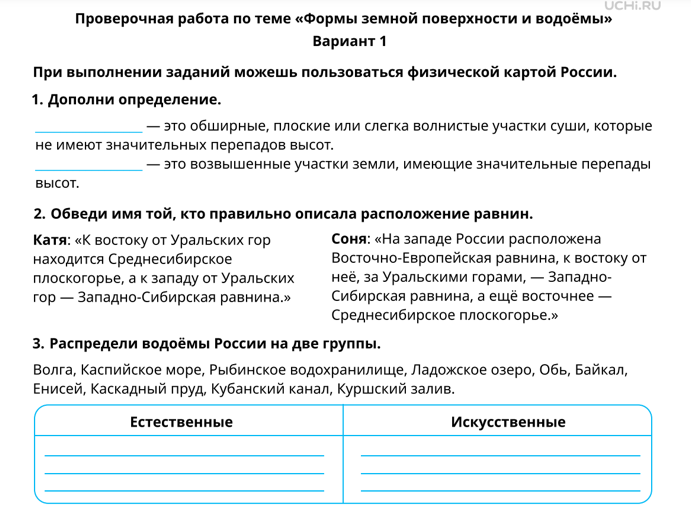 UCHI.RU
Проверочная работа по теме «Формы земной поверхности и водоёмы»
Вариант 1
При выполнении заданий можешь пользоваться физической картой России.
1. Дополни определение.
— это обширные, плоские или слегка волнистые участки суши, которые
не имеют значительных перепадов высот.
— это возвышенные участки земли, имеющие значительные перепады
высот.
2. Обведи имя той, кто правильно описала расположение равнин.
Катя: «К востоку от Уральских гор
находится Среднесибирское
плоскогорье, а к западу от Уральских
гор — Западно-Сибирская равнина.»
Соня: «На западе России расположена
Восточно-Европейская равнина, к востоку от
неё, за Уральскими горами, — Западно-
Сибирская равнина, а ещё восточнее —
Среднесибирское плоскогорье.»
3. Распредели водоёмы России на две группы.
Волга, Каспийское море, Рыбинское водохранилище, Ладожское озеро, Обь, Байкал,
Енисей, Каскадный пруд, Кубанский канал, Куршский залив.
Естественные
Искусственные